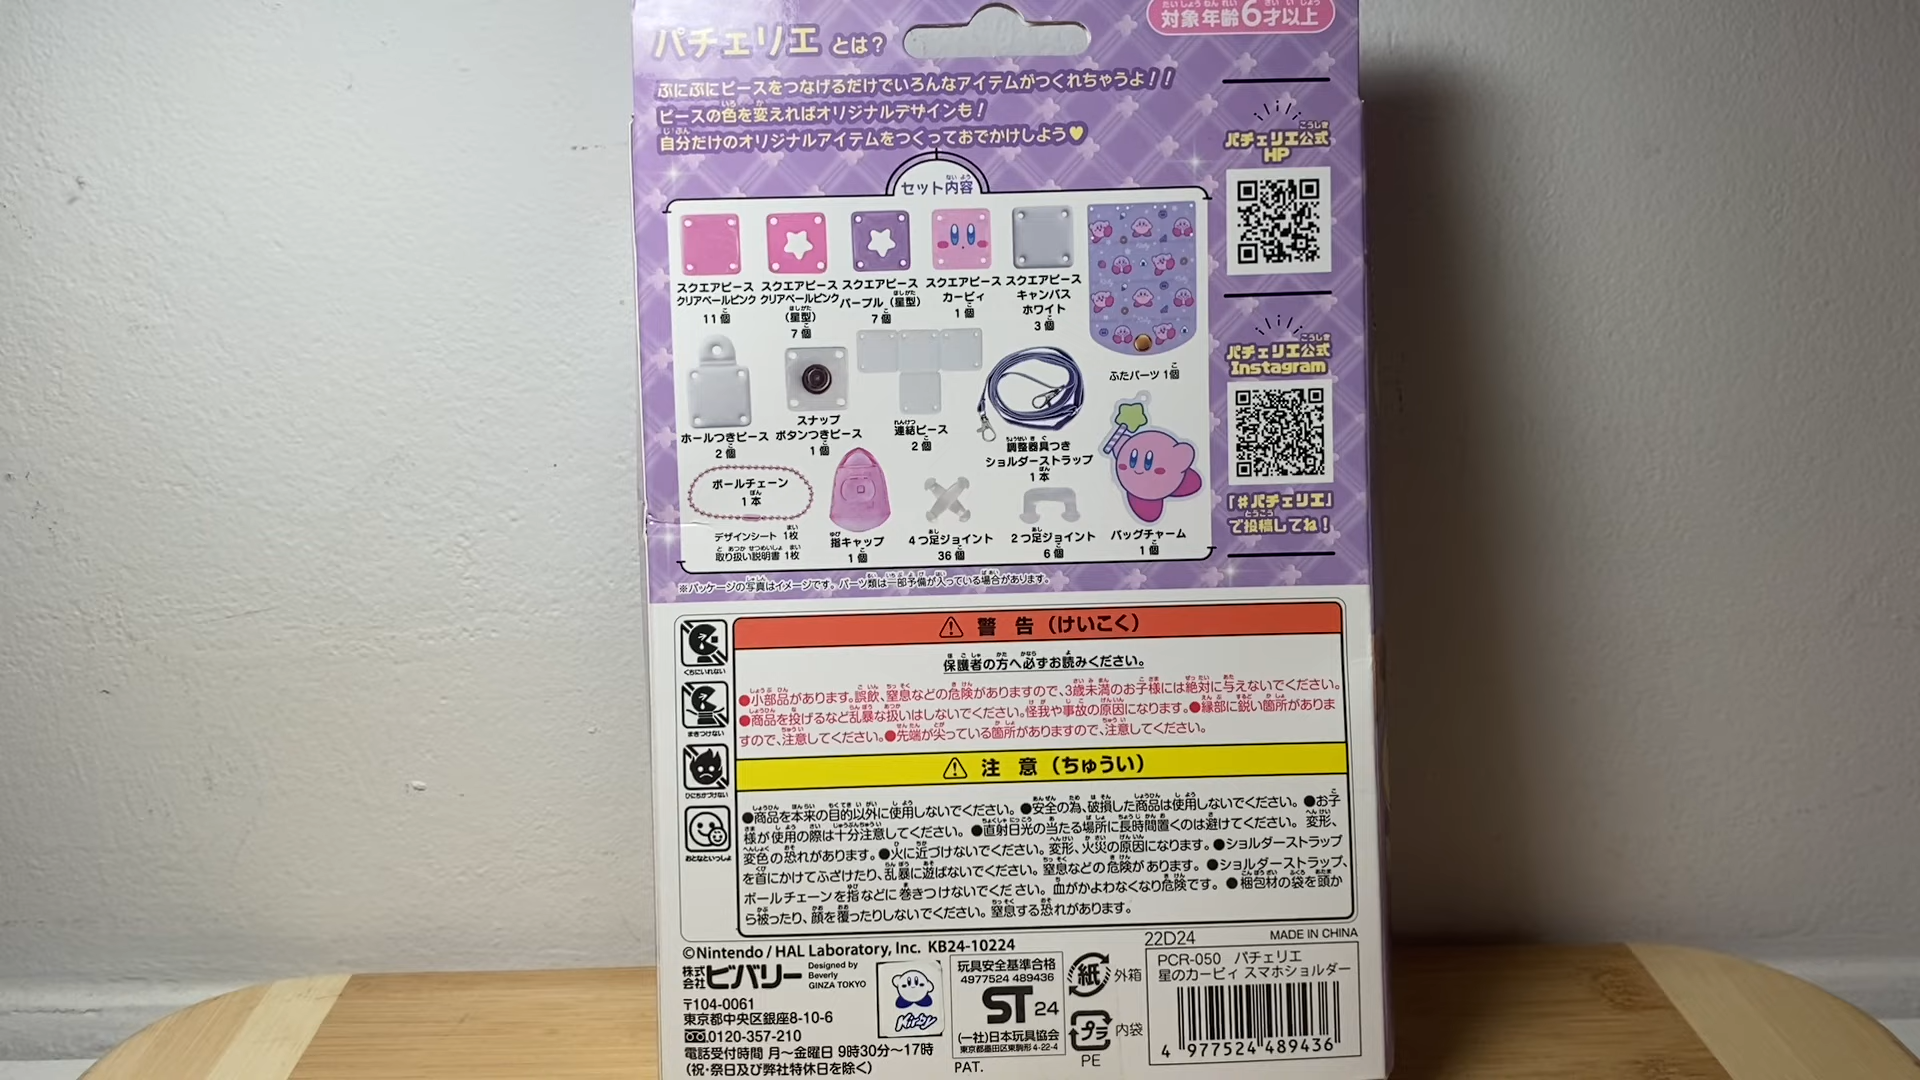 対象年齢6才以上
パチェリエとは?
ぷにぷにピースをつなげるだけでいろんなアイテムがつくれちゃうよ!!
ピースの色を変えればオリジナルデザインも!
自分だけのオリジナルアイテムをつくっておでかけしよう♥
セット内容
スクエアピース
クリアペールピンク
11個
スクエアピース
クリアペールピンク
(星型)
7個
スクエアピース
パープル(星型)
7個
スクエアピース
カービィ
1個
スクエアピース
キャンバス
ホワイト
3個
ふたパーツ 1個
ホールつきピース
2個
スナップ
ボタンつきピース
1個
連結ピース
2個
調整器具つき
ショルダーストラップ
1本
ボールチェーン
1本
デザインシート 1枚
取り扱い説明書 1枚
指キャップ
1個
4つ足ジョイント
36個
2つ足ジョイント
6個
バッグチャーム
1個
※パッケージの写真はイメージです。パーツ類は一部予備が入っている場合があります。
パチェリエ公式
HP
パチェリエ公式
Instagram
「#パチェリエ」
で投稿してね!
くちにいれない
まきつけない
ひにちかづけない
おとなといっしょ
⚠ 警告(けいこく)
保護者の方へ必ずお読みください。
●小部品があります。誤飲、窒息などの危険がありますので、3歳未満のお子様には絶対に与えないでください。
●商品を投げるなど乱暴な扱いはしないでください。怪我や事故の原因になります。●縁部に鋭い箇所がありま
すので、注意してください。●先端が尖っている箇所がありますので、注意してください。
⚠ 注意(ちゅうい)
●商品を本来の目的以外に使用しないでください。●安全の為、破損した商品は使用しないでください。●お子
様が使用の際は十分注意してください。●直射日光の当たる場所に長時間置くのは避けてください。変形、
変色の恐れがあります。●火に近づけないでください。変形、火災の原因になります。●ショルダーストラップ
を首にかけてふざけたり、乱暴に遊ばないでください。窒息などの危険があります。●ショルダーストラップ、
ボールチェーンを指などに巻きつけないでください。血がかよわなくなり危険です。●梱包材の袋を頭か
ら被ったり、顔を覆ったりしないでください。窒息する恐れがあります。
©Nintendo / HAL Laboratory, Inc. KB24-10224
株式会社ビバリー
Designed by
Beverly
GINZA TOKYO
〒104-0061
東京都中央区銀座8-10-6
0120-357-210
電話受付時間 月〜金曜日 9時30分〜17時
(祝・祭日及び弊社特休日を除く)
Kirby
玩具安全基準合格
4977524 489436
ST 24
(一社)日本玩具協会
東京都墨田区東駒形4-22-4
PAT.
紙 外箱
プラ 内袋
PE
22D24
MADE IN CHINA
PCR-050 パチェリエ
星のカービィ スマホショルダー
4 977524 489436